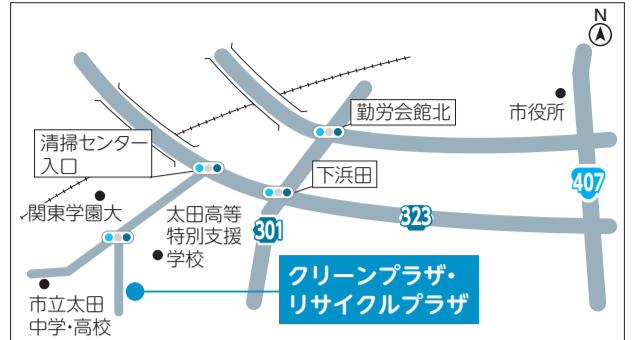 N
勤労会館北
市役所
清掃センター
入口
下浜田
407
関東学園大
太田高等
特別支援
学校
301
323
クリーンプラザ・
リサイクルプラザ
市立太田
中学・高校